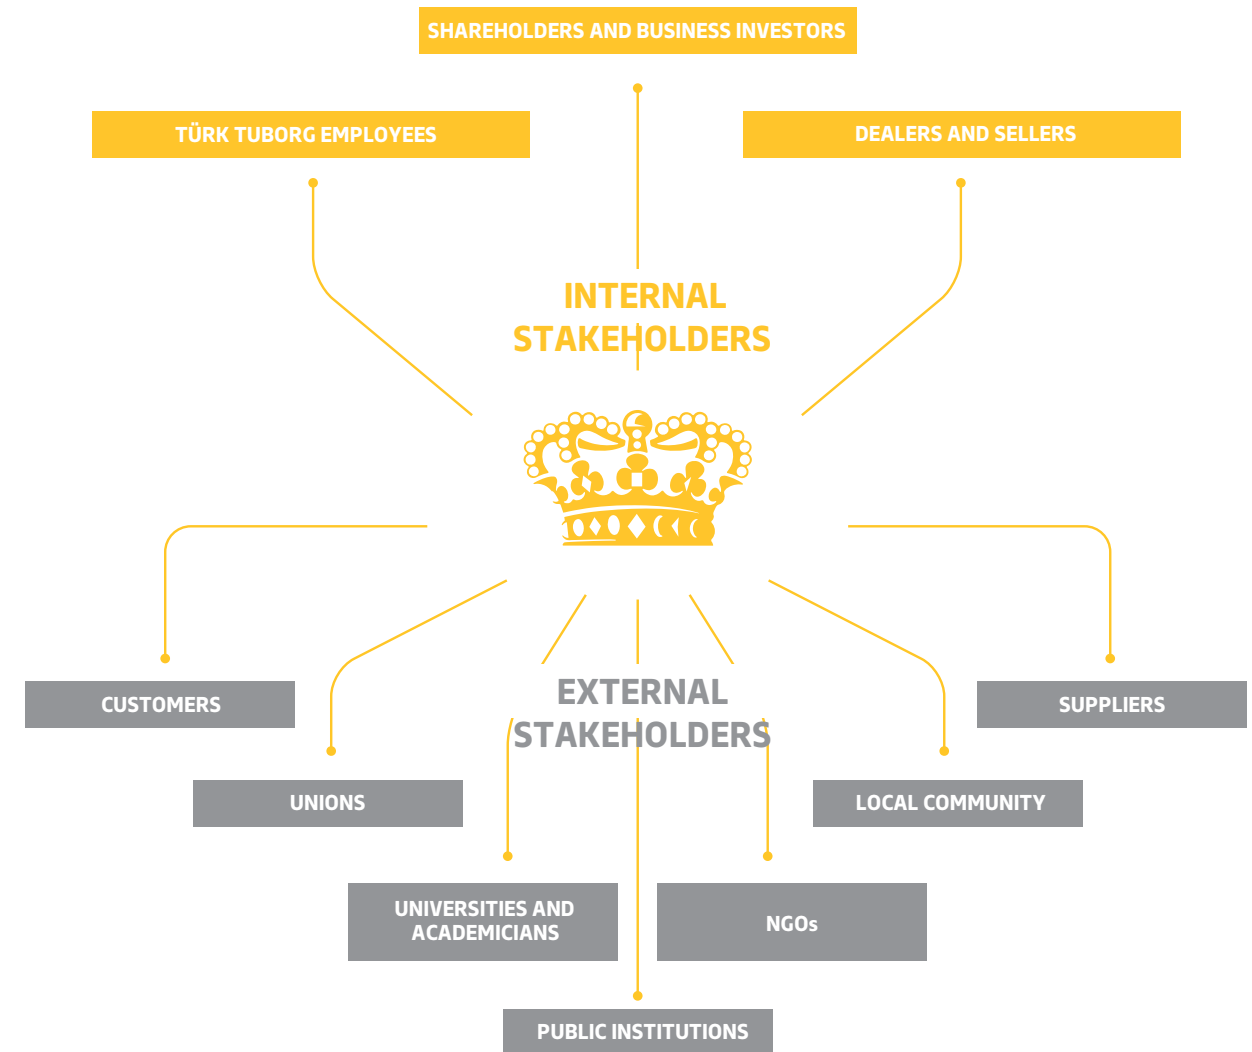 SHAREHOLDERS AND BUSINESS INVESTORS
TÜRK TUBORG EMPLOYEES
DEALERS AND SELLERS
INTERNAL
STAKEHOLDERS
EXTERNAL
STAKEHOLDERS
CUSTOMERS
SUPPLIERS
UNIONS
LOCAL COMMUNITY
UNIVERSITIES AND
ACADEMICIANS
NGOs
PUBLIC INSTITUTIONS